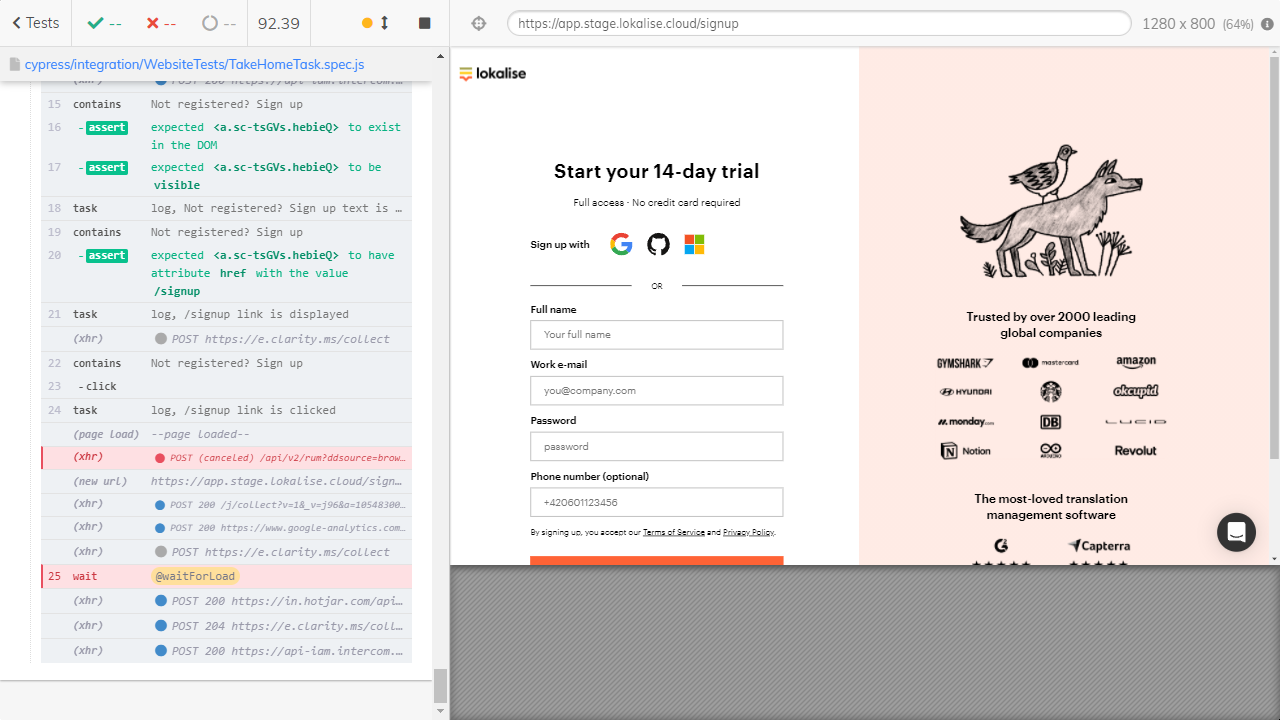 Tests
--
--
--
92.39
https://app.stage.lokalise.cloud/signup
1280 x 800 (64%)
cypress/integration/WebsiteTests/TakeHomeTask.spec.js
(xhr) POST 200 https://api-iam.intercom.…
15 contains Not registered? Sign up
16 - assert expected <a.sc-tsGVs.hebieQ> to exist
in the DOM
17 - assert expected <a.sc-tsGVs.hebieQ> to be
visible
18 task log, Not registered? Sign up text is …
19 contains Not registered? Sign up
20 - assert expected <a.sc-tsGVs.hebieQ> to have
attribute href with the value
/signup
21 task log, /signup link is displayed
(xhr) POST https://e.clarity.ms/collect
22 contains Not registered? Sign up
23 - click
24 task log, /signup link is clicked
(page load) --page loaded--
(xhr) POST (canceled) /api/v2/rum?ddsource=brow…
(new url) https://app.stage.lokalise.cloud/sign…
(xhr) POST 200 /j/collect?v=1&_v=j96&a=10548300…
(xhr) POST 200 https://www.google-analytics.com…
(xhr) POST https://e.clarity.ms/collect
25 wait @waitForLoad
(xhr) POST 200 https://in.hotjar.com/api…
(xhr) POST 204 https://e.clarity.ms/coll…
(xhr) POST 200 https://api-iam.intercom.…
lokalise
Start your 14-day trial
Full access · No credit card required
Sign up with
OR
Full name
Your full name
Work e-mail
you@company.com
Password
password
Phone number (optional)
+420601123456
By signing up, you accept our Terms of Service and Privacy Policy.
Trusted by over 2000 leading
global companies
GYMSHARK mastercard amazon
HYUNDAI okcupid
monday.com DB LUCID
Notion ARDUINO Revolut
The most-loved translation
management software
Capterra